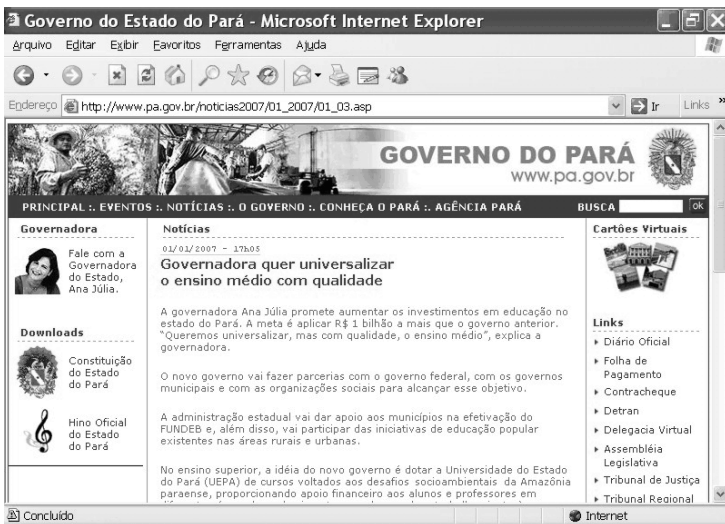 Governo do Estado do Pará - Microsoft Internet Explorer
Arquivo Editar Exibir Favoritos Ferramentas Ajuda
Endereço http://www.pa.gov.br/noticias2007/01_2007/01_03.asp Ir Links »
GOVERNO DO PARÁ
www.pa.gov.br
PRINCIPAL :. EVENTOS :. NOTÍCIAS :. O GOVERNO :. CONHEÇA O PARÁ :. AGÊNCIA PARÁ BUSCA ok
Governadora
Fale com a
Governadora
do Estado,
Ana Júlia.
Downloads
Constituição
do Estado
do Pará
Hino Oficial
do Estado
do Pará
Notícias
01/01/2007 - 17h05
Governadora quer universalizar
o ensino médio com qualidade
A governadora Ana Júlia promete aumentar os investimentos em educação no
estado do Pará. A meta é aplicar R$ 1 bilhão a mais que o governo anterior.
"Queremos universalizar, mas com qualidade, o ensino médio", explica a
governadora.
O novo governo vai fazer parcerias com o governo federal, com os governos
municipais e com as organizações sociais para alcançar esse objetivo.
A administração estadual vai dar apoio aos municípios na efetivação do
FUNDEB e, além disso, vai participar das iniciativas de educação popular
existentes nas áreas rurais e urbanas.
No ensino superior, a idéia do novo governo é dotar a Universidade do Estado
do Pará (UEPA) de cursos voltados aos desafios socioambientais da Amazônia
paraense, proporcionando apoio financeiro aos alunos e professores em
Cartões Virtuais
Links
Diário Oficial
Folha de
Pagamento
Contracheque
Detran
Delegacia Virtual
Assembléia
Legislativa
Tribunal de Justiça
Tribunal Regional
Concluído Internet